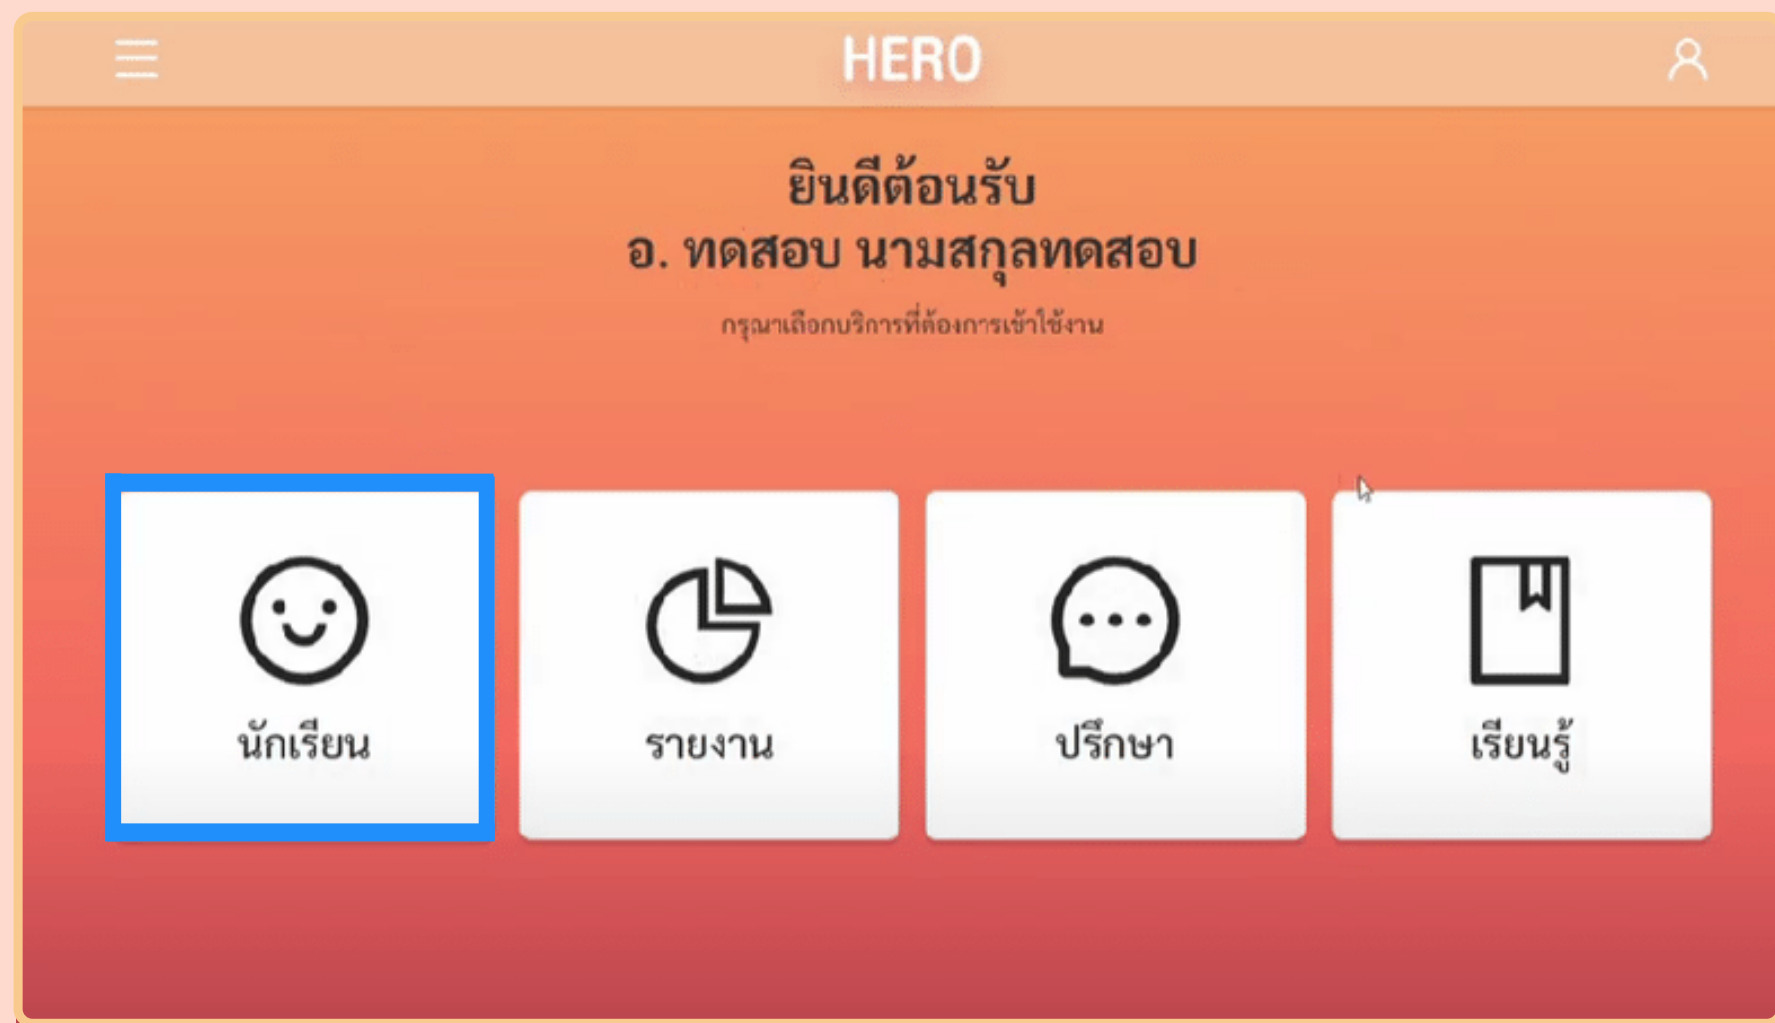 HERO
ยินดีต้อนรับ
อ. ทดสอบ นามสกุลทดสอบ
กรุณาเลือกบริการที่ต้องการเข้าใช้งาน
นักเรียน
รายงาน
ปรึกษา
เรียนรู้